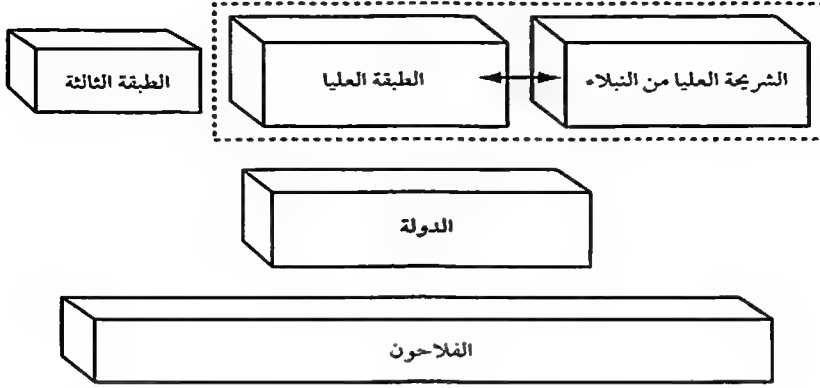 الشريحة العليا من النبلاء
الطبقة العليا
الطبقة الثالثة
الدولة
الفلاحون